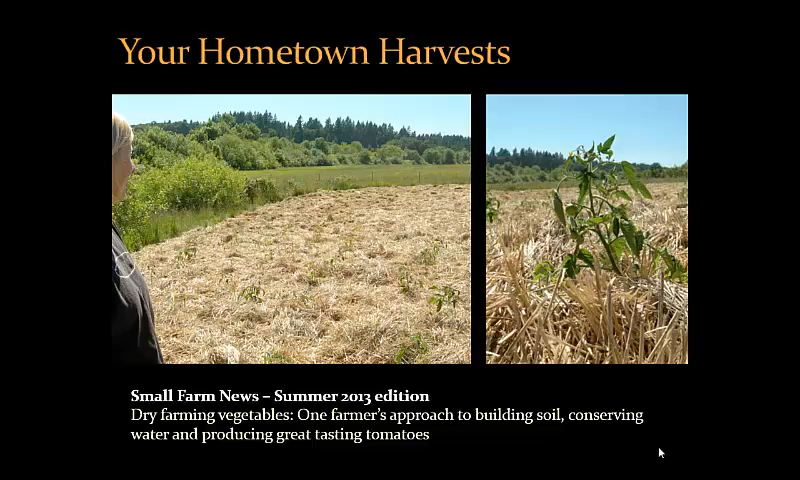 Your Hometown Harvests
Small Farm News – Summer 2013 edition
Dry farming vegetables: One farmer's approach to building soil, conserving
water and producing great tasting tomatoes